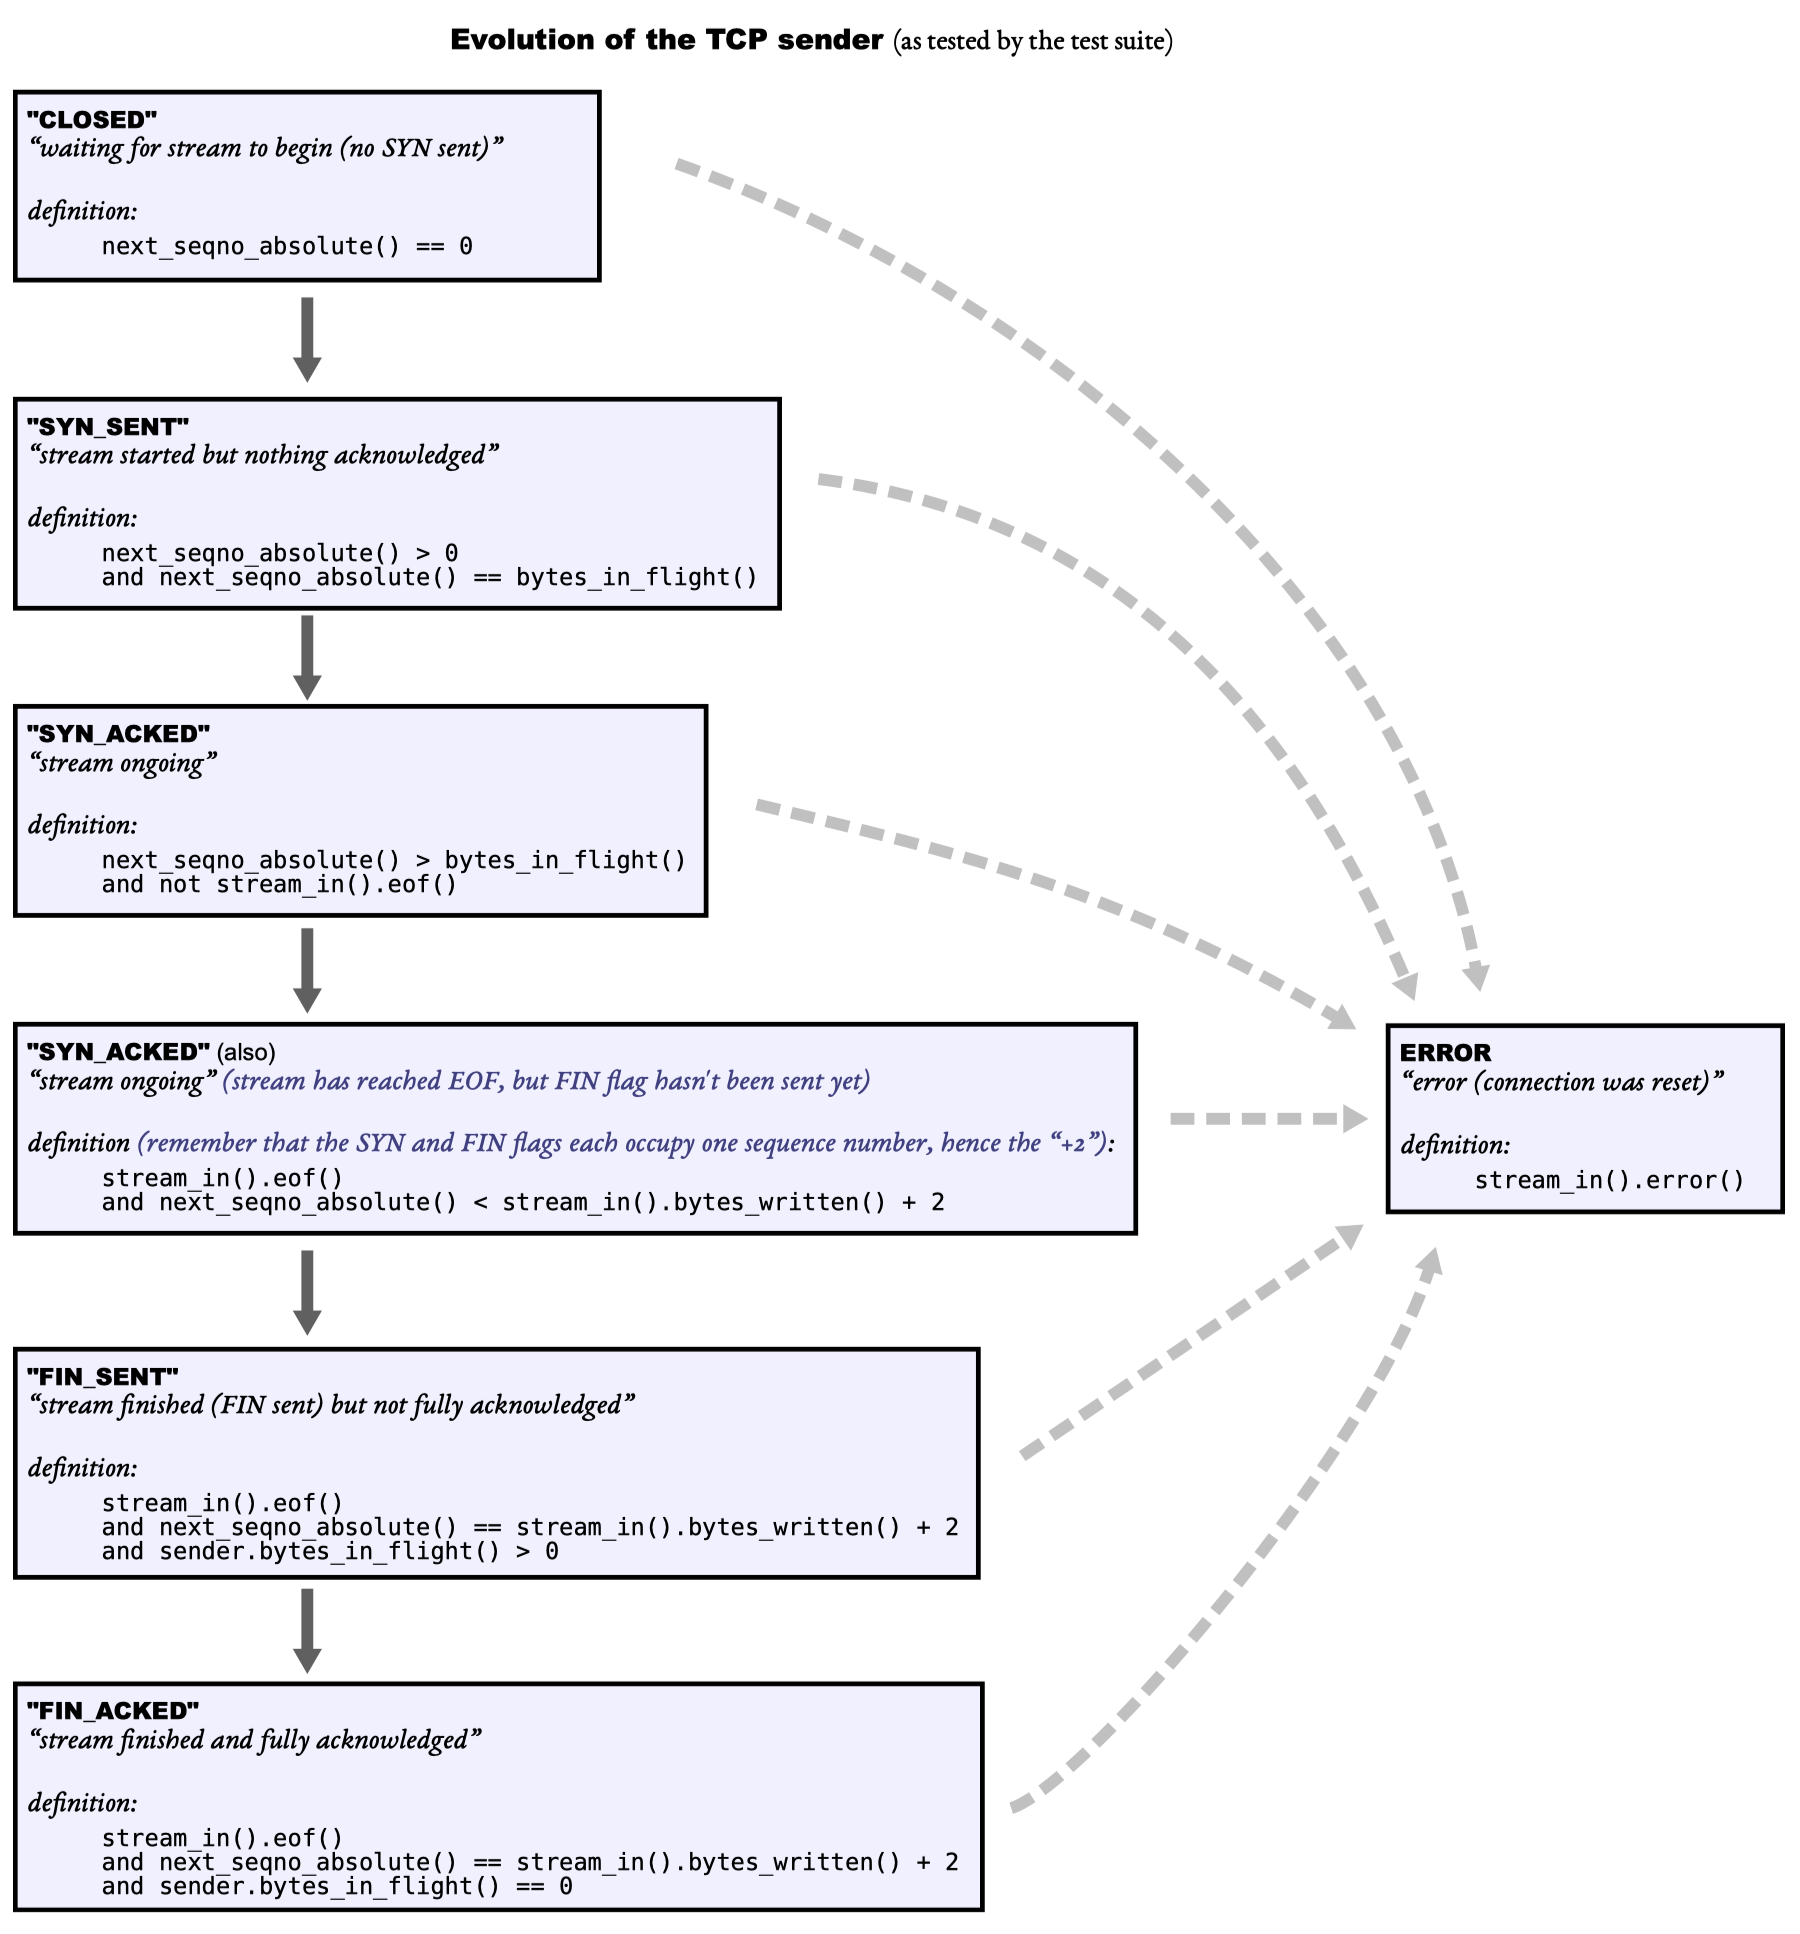 Evolution of the TCP sender (as tested by the test suite)
"CLOSED"
“waiting for stream to begin (no SYN sent)”
definition:
next_seqno_absolute() == 0
"SYN_SENT"
“stream started but nothing acknowledged”
definition:
next_seqno_absolute() > 0
and next_seqno_absolute() == bytes_in_flight()
"SYN_ACKED"
“stream ongoing”
definition:
next_seqno_absolute() > bytes_in_flight()
and not stream_in().eof()
"SYN_ACKED" (also)
“stream ongoing” (stream has reached EOF, but FIN flag hasn't been sent yet)
definition (remember that the SYN and FIN flags each occupy one sequence number, hence the “+2”):
stream_in().eof()
and next_seqno_absolute() < stream_in().bytes_written() + 2
ERROR
“error (connection was reset)”
definition:
stream_in().error()
"FIN_SENT"
“stream finished (FIN sent) but not fully acknowledged”
definition:
stream_in().eof()
and next_seqno_absolute() == stream_in().bytes_written() + 2
and sender.bytes_in_flight() > 0
"FIN_ACKED"
“stream finished and fully acknowledged”
definition:
stream_in().eof()
and next_seqno_absolute() == stream_in().bytes_written() + 2
and sender.bytes_in_flight() == 0